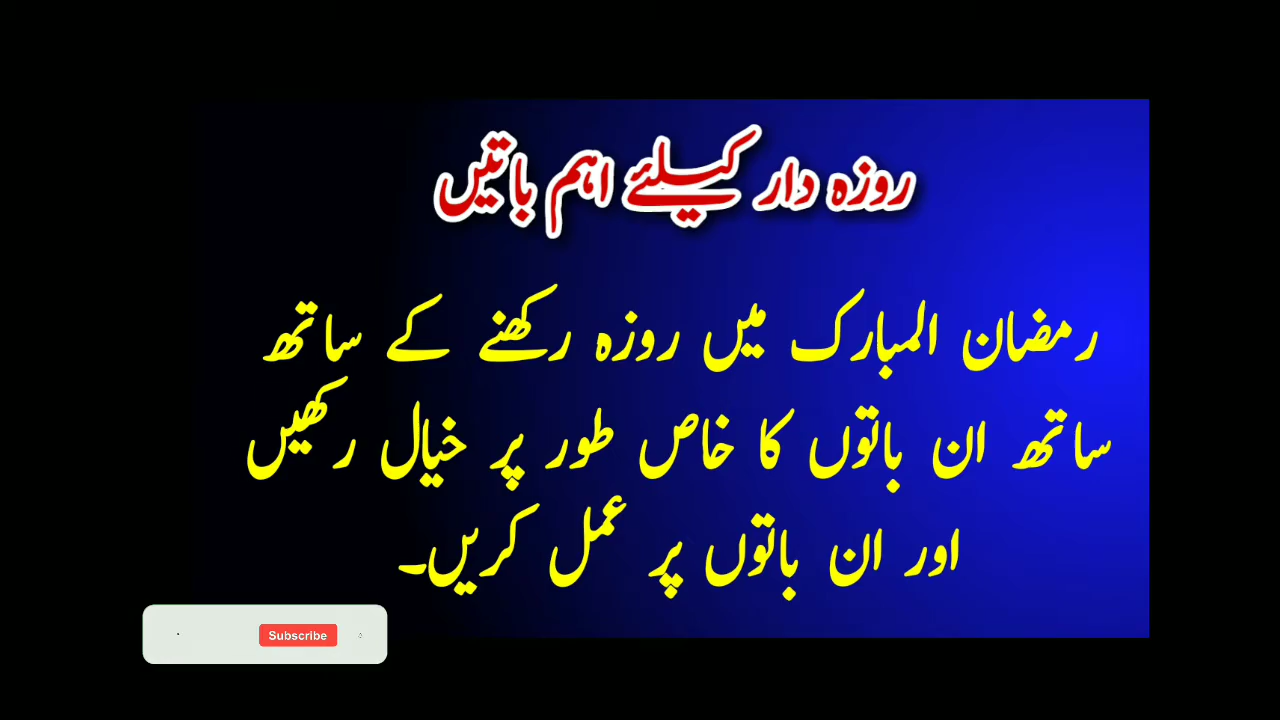 روزہ دار کیلئے اہم باتیں
رمضان المبارک میں روزہ رکھنے کے ساتھ
ساتھ ان باتوں کا خاص طور پر خیال رکھیں
اور ان باتوں پر عمل کریں۔
Subscribe